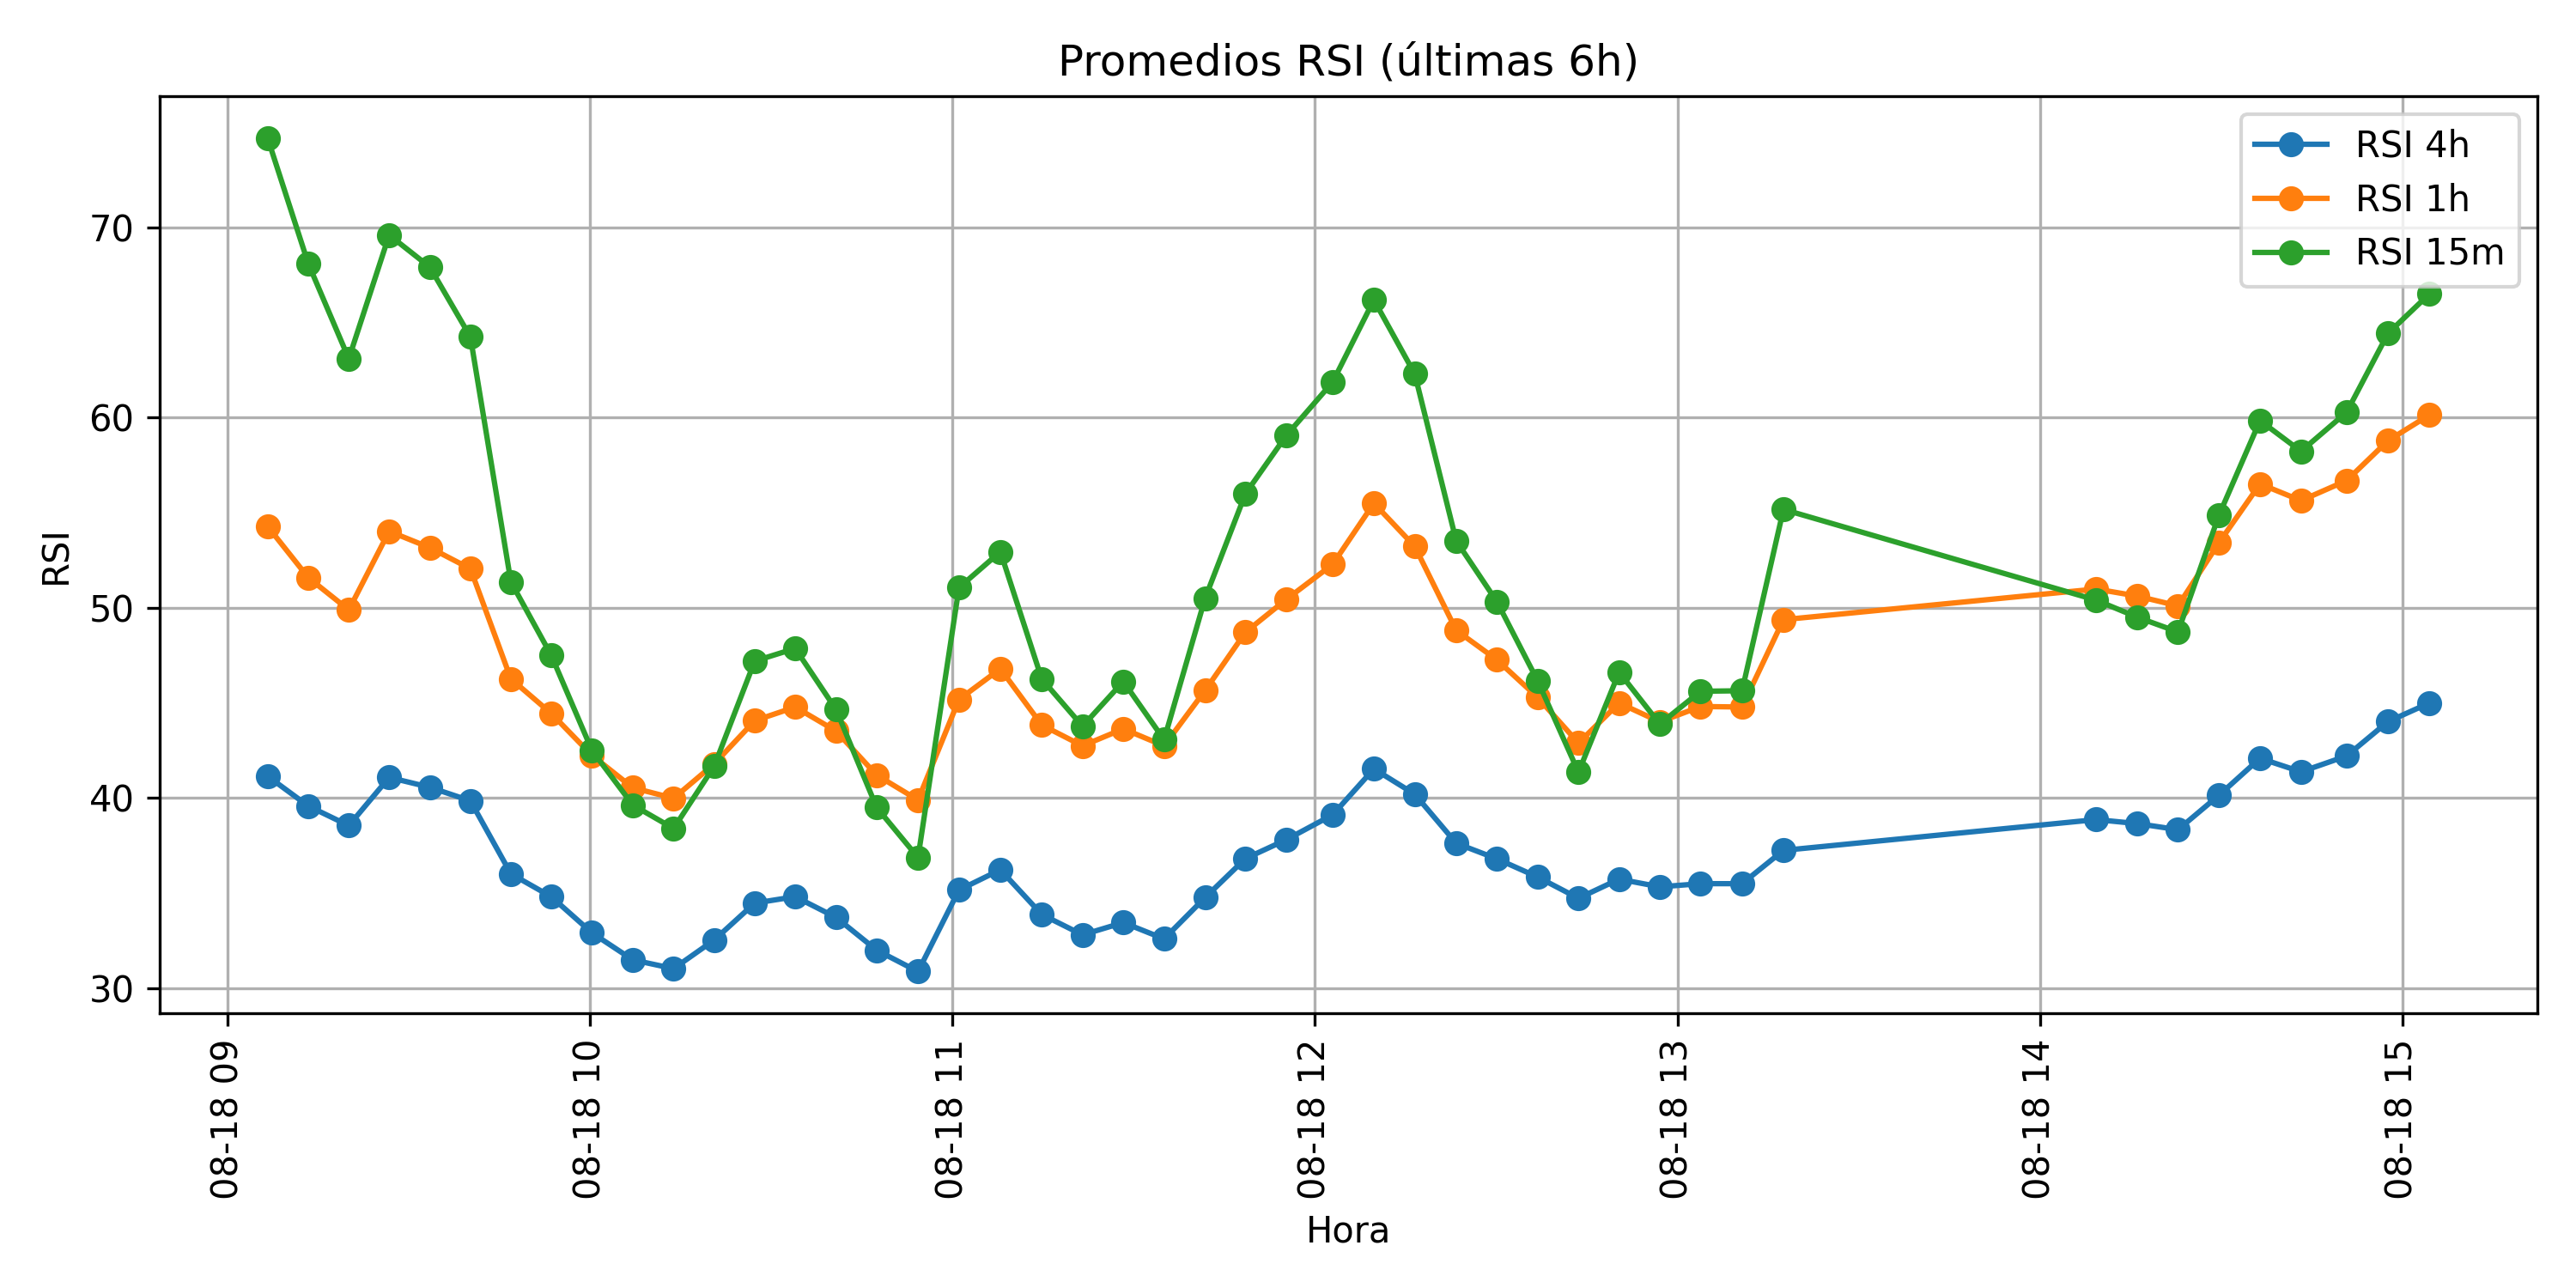 Promedios RSI (últimas 6h)
RSI 4h
RSI 1h
RSI 15m
RSI
70
60
50
40
30
08-18 09
08-18 10
08-18 11
08-18 12
08-18 13
08-18 14
08-18 15
Hora